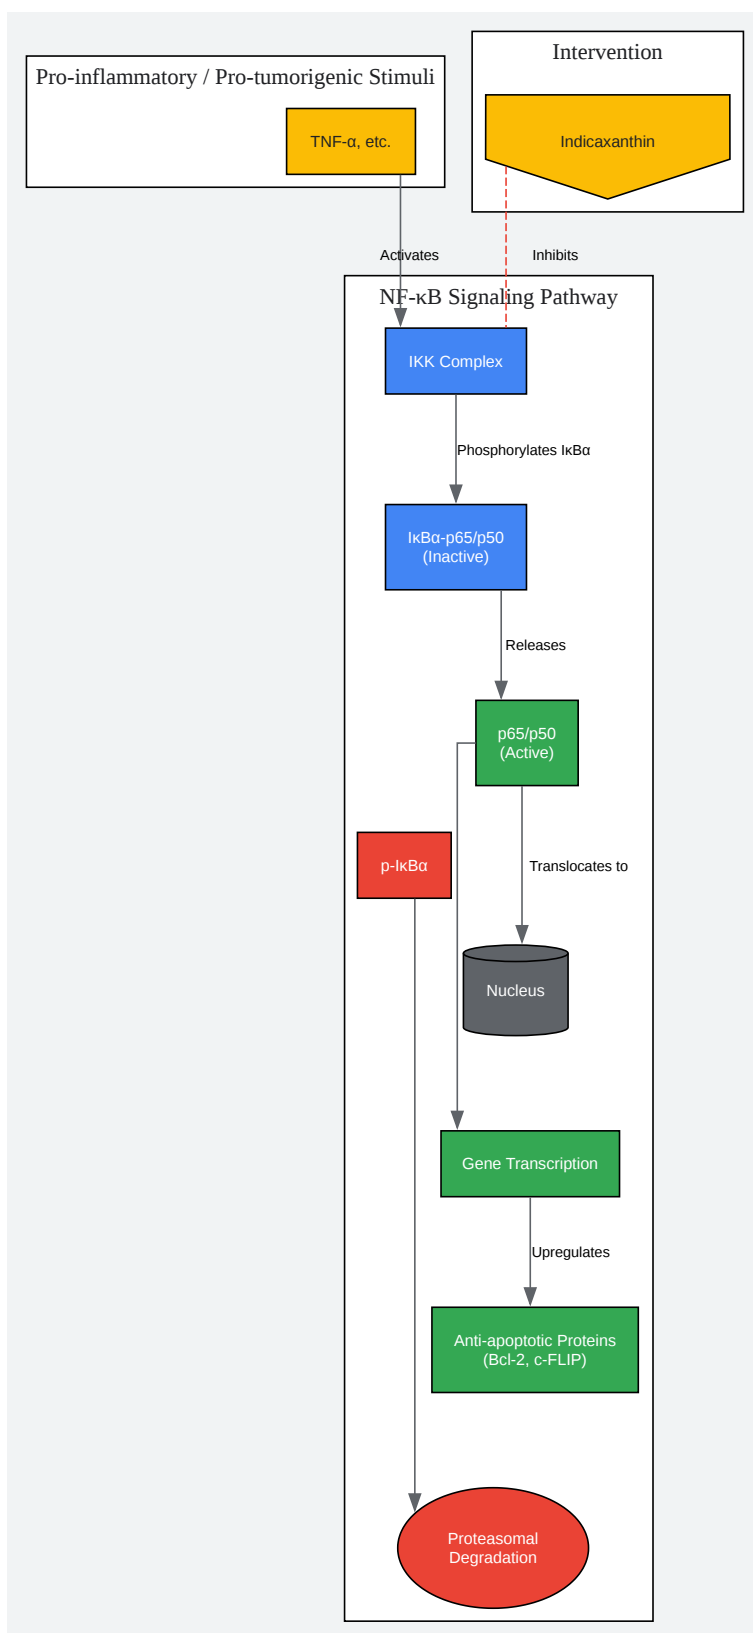 Pro-inflammatory / Pro-tumorigenic Stimuli
TNF-α, etc.
Intervention
Indicaxanthin
Activates
Inhibits
NF-κB Signaling Pathway
IKK Complex
Phosphorylates IκBα
IκBα-p65/p50
(Inactive)
Releases
p65/p50
(Active)
p-IκBα
Translocates to
Nucleus
Gene Transcription
Upregulates
Anti-apoptotic Proteins
(Bcl-2, c-FLIP)
Proteasomal
Degradation